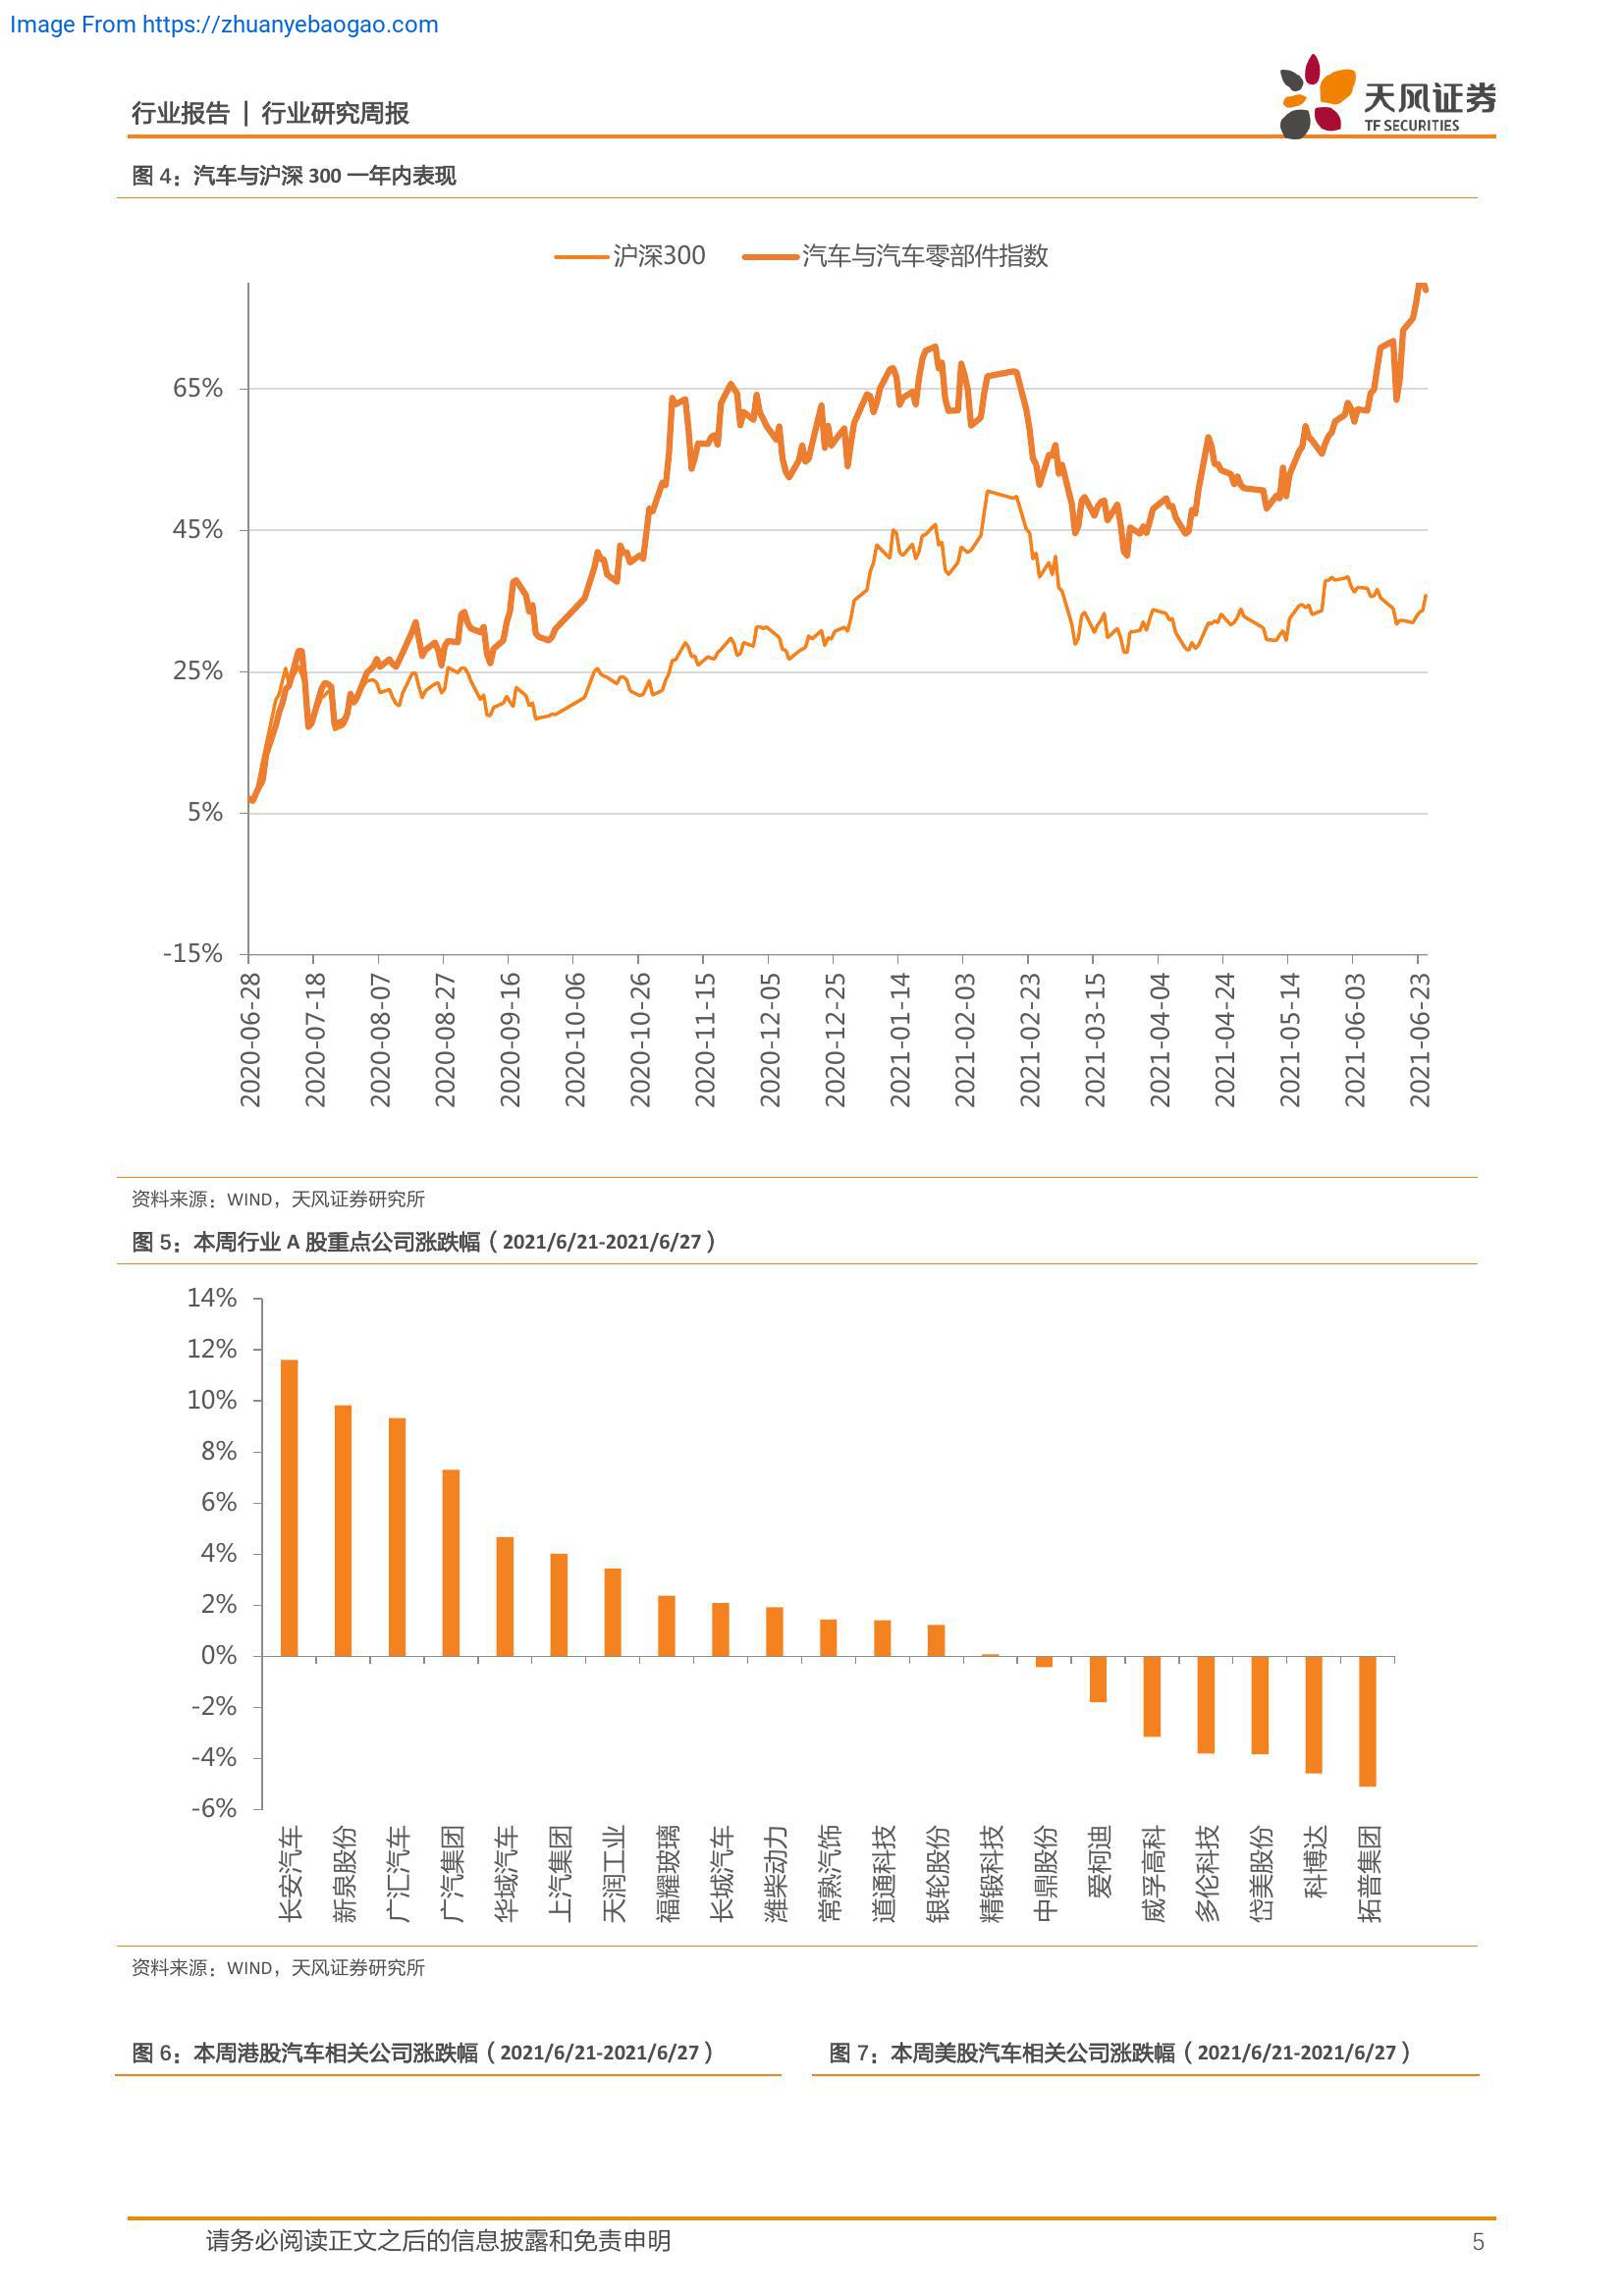 Image From https://zhuanyebaogao.com
行业报告 | 行业研究周报
天风证券
TF SECURITIES
图 4：汽车与沪深 300 一年内表现
沪深300 汽车与汽车零部件指数
65%
45%
25%
5%
-15%
2020-06-28
2020-07-18
2020-08-07
2020-08-27
2020-09-16
2020-10-06
2020-10-26
2020-11-15
2020-12-05
2020-12-25
2021-01-14
2021-02-03
2021-02-23
2021-03-15
2021-04-04
2021-04-24
2021-05-14
2021-06-03
2021-06-23
资料来源：WIND，天风证券研究所
图 5：本周行业 A 股重点公司涨跌幅（2021/6/21-2021/6/27）
14%
12%
10%
8%
6%
4%
2%
0%
-2%
-4%
-6%
长安汽车
新泉股份
广汇汽车
广汽集团
华域汽车
上汽集团
天润工业
福耀玻璃
长城汽车
潍柴动力
常熟汽饰
道通科技
银轮股份
精锻科技
中鼎股份
爱柯迪
威孚高科
多伦科技
岱美股份
科博达
拓普集团
资料来源：WIND，天风证券研究所
图 6：本周港股汽车相关公司涨跌幅（2021/6/21-2021/6/27）
图 7：本周美股汽车相关公司涨跌幅（2021/6/21-2021/6/27）
请务必阅读正文之后的信息披露和免责申明
5